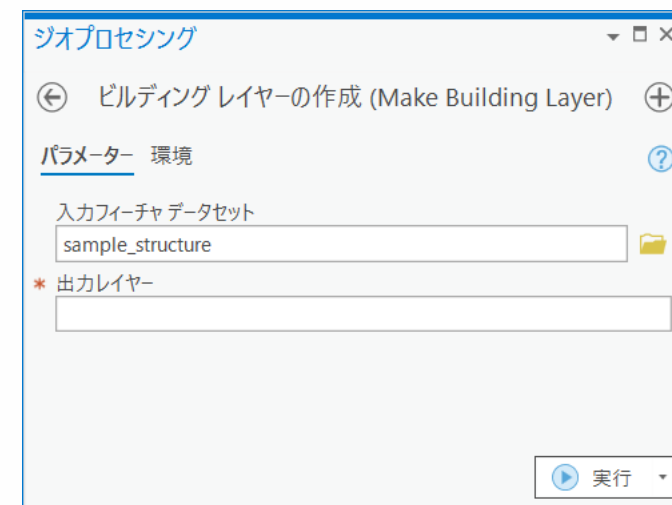 ジオプロセシング
ビルディング レイヤーの作成 (Make Building Layer)
パラメーター 環境
入力フィーチャ データセット
sample_structure
* 出力レイヤー
実行